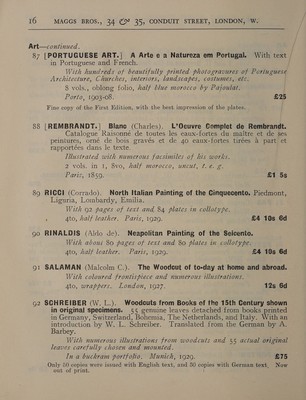 16 MAGGS BROS., 34 & 35, CONDUIT STREET, LONDON, W.
Art—continued.
87 [PORTUGUESE ART.] A Arte e a Natureza em Portugal. With text
in Portuguese and French.
With hundreds of beautifully printed photogravures of Portuguese
Architecture, Churches, interiors, landscapes, costumes, etc.
8 vols., oblong folio, half blue morocco by Pajoulat.
Porto, 1903-08. £25
Fine copy of the First Edition, with the best impression of the plates.
88 [REMBRANDT.] Blanc (Charles). L'Oeuvre Complet de Rembrandt.
Catalogue Raisonné de toutes les eaux-fortes du maître et de ses
peintures, orné de bois gravés et de 40 eaux-fortes tirées à part et
rapportées dans le texte.
Illustrated with numerous facsimiles of his works.
2 vols. in 1, 8vo, half morocco, uncut, t. e. g.
Paris, 1859. £1 5s
89 RICCI (Corrado). North Italian Painting of the Cinquecento. Piedmont,
Liguria, Lombardy, Emilia.
With 92 pages of text and 84 plates in collotype.
4to, half leather. Paris, 1929. £4 10s 6d
90 RINALDIS (Aldo de). Neapolitan Painting of the Seicento.
With about 80 pages of text and 80 plates in collotype.
4to, half leather. Paris, 1929. £4 10s 6d
91 SALAMAN (Malcolm C.). The Woodcut of to-day at home and abroad.
With coloured frontispiece and numerous illustrations.
4to, wrappers. London, 1927. 12s 6d
92 SCHREIBER (W. L.). Woodcuts from Books of the 15th Century shown
in original specimens. 55 genuine leaves detached from books printed
in Germany, Switzerland, Bohemia, The Netherlands, and Italy. With an
introduction by W. L. Schreiber. Translated from the German by A.
Barbey.
With numerous illustrations from woodcuts and 55 actual original
leaves carefully chosen and mounted.
In a buckram portfolio. Munich, 1929. £75
Only 10 copies were issued with English text, and 50 copies with German text. Now
out of print.